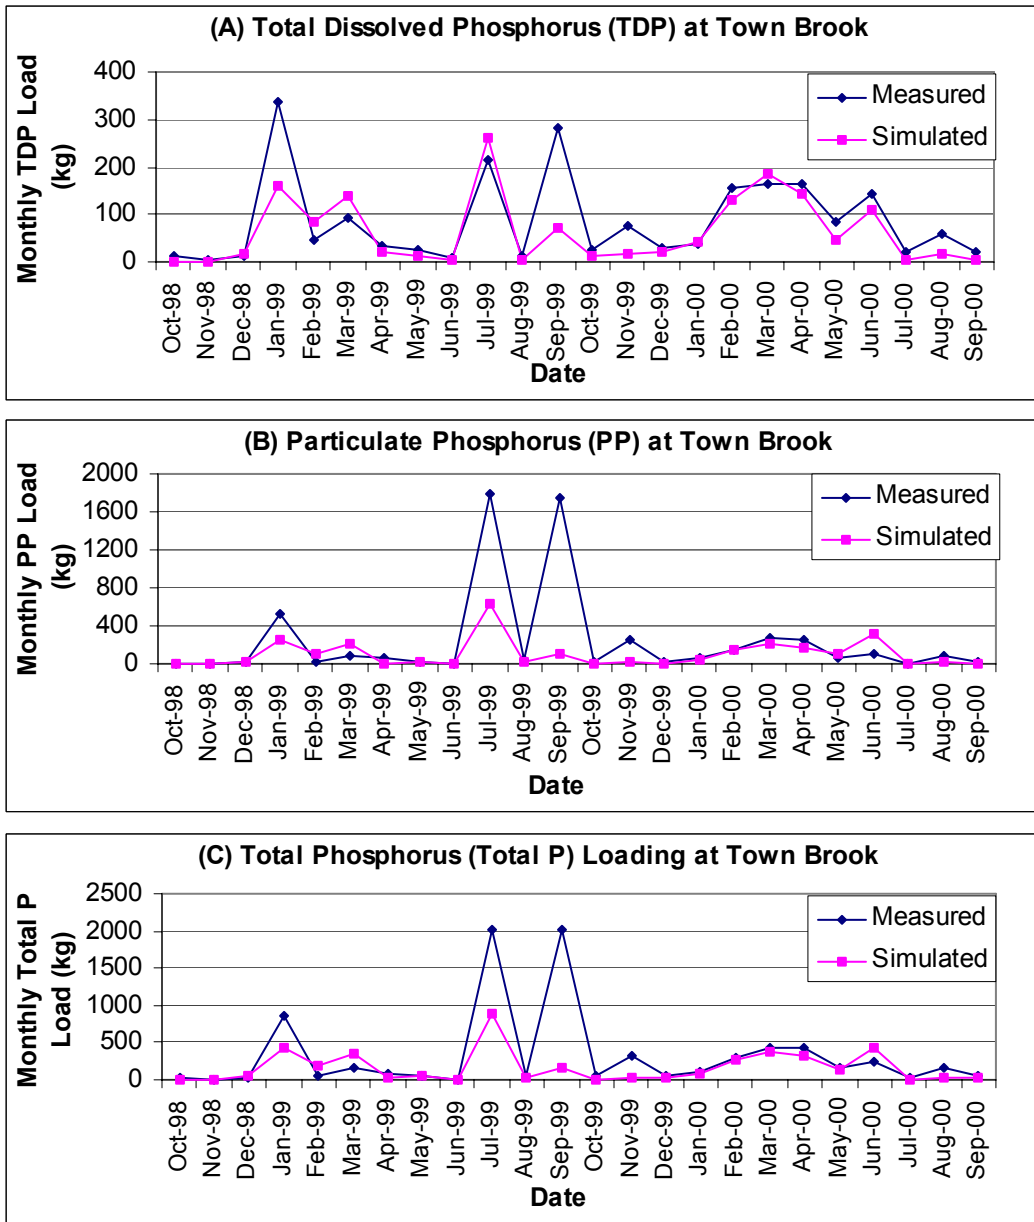 (A) Total Dissolved Phosphorus (TDP) at Town Brook
Monthly TDP Load
(kg)
400
300
200
100
0
Measured
Simulated
Oct-98
Nov-98
Dec-98
Jan-99
Feb-99
Mar-99
Apr-99
May-99
Jun-99
Jul-99
Aug-99
Sep-99
Oct-99
Nov-99
Dec-99
Jan-00
Feb-00
Mar-00
Apr-00
May-00
Jun-00
Jul-00
Aug-00
Sep-00
Date
(B) Particulate Phosphorus (PP) at Town Brook
Monthly PP Load
(kg)
2000
1600
1200
800
400
0
Measured
Simulated
Oct-98
Nov-98
Dec-98
Jan-99
Feb-99
Mar-99
Apr-99
May-99
Jun-99
Jul-99
Aug-99
Sep-99
Oct-99
Nov-99
Dec-99
Jan-00
Feb-00
Mar-00
Apr-00
May-00
Jun-00
Jul-00
Aug-00
Sep-00
Date
(C) Total Phosphorus (Total P) Loading at Town Brook
Monthly Total P
Load (kg)
2500
2000
1500
1000
500
0
Measured
Simulated
Oct-98
Nov-98
Dec-98
Jan-99
Feb-99
Mar-99
Apr-99
May-99
Jun-99
Jul-99
Aug-99
Sep-99
Oct-99
Nov-99
Dec-99
Jan-00
Feb-00
Mar-00
Apr-00
May-00
Jun-00
Jul-00
Aug-00
Sep-00
Date